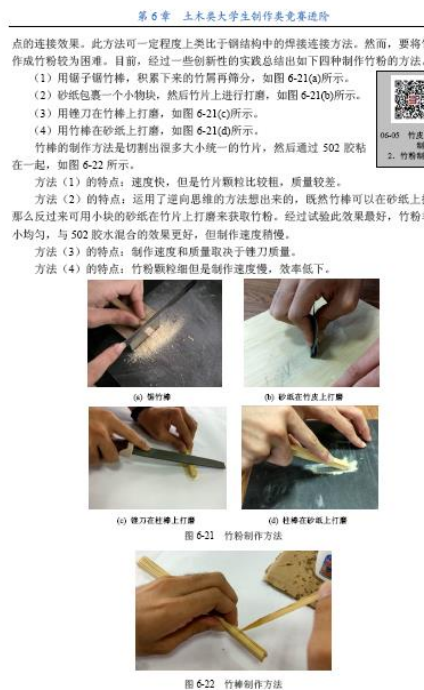 第 6 章 土木类大学生制作类竞赛进阶
点的连接效果。此方法可一定程度上类比于钢结构中的焊接连接方法。然而，要将竹
作成竹粉较为困难。目前，经过一些创新性的实践总结出如下四种制作竹粉的方法。
（1）用锯子锯竹棒，积累下来的竹屑再筛分，如图 6-21(a)所示。
（2）砂纸包裹一个小物块，然后竹片上进行打磨，如图 6-21(b)所示。
（3）用锉刀在竹棒上打磨，如图 6-21(c)所示。
（4）用竹棒在砂纸上打磨，如图 6-21(d)所示。
竹棒的制作方法是切割出很多大小统一的竹片，然后通过 502 胶粘
在一起，如图 6-22 所示。
06-05 竹皮
制
2．竹粉制
方法（1）的特点：速度快，但是竹片颗粒比较粗，质量较差。
方法（2）的特点：运用了逆向思维的方法想出来的，既然竹棒可以在砂纸上
那么反过来可用小块的砂纸在竹片上打磨来获取竹粉。经过试验此效果最好，竹粉
小均匀，与 502 胶水混合的效果更好，但制作速度稍慢。
方法（3）的特点：制作速度和质量取决于锉刀质量。
方法（4）的特点：竹粉颗粒细但是制作速度慢，效率低下。
(a) 锯竹棒
(b) 砂纸在竹皮上打磨
(c) 锉刀在柱棒上打磨
(d) 柱棒在砂纸上打磨
图 6-21 竹粉制作方法
图 6-22 竹棒制作方法